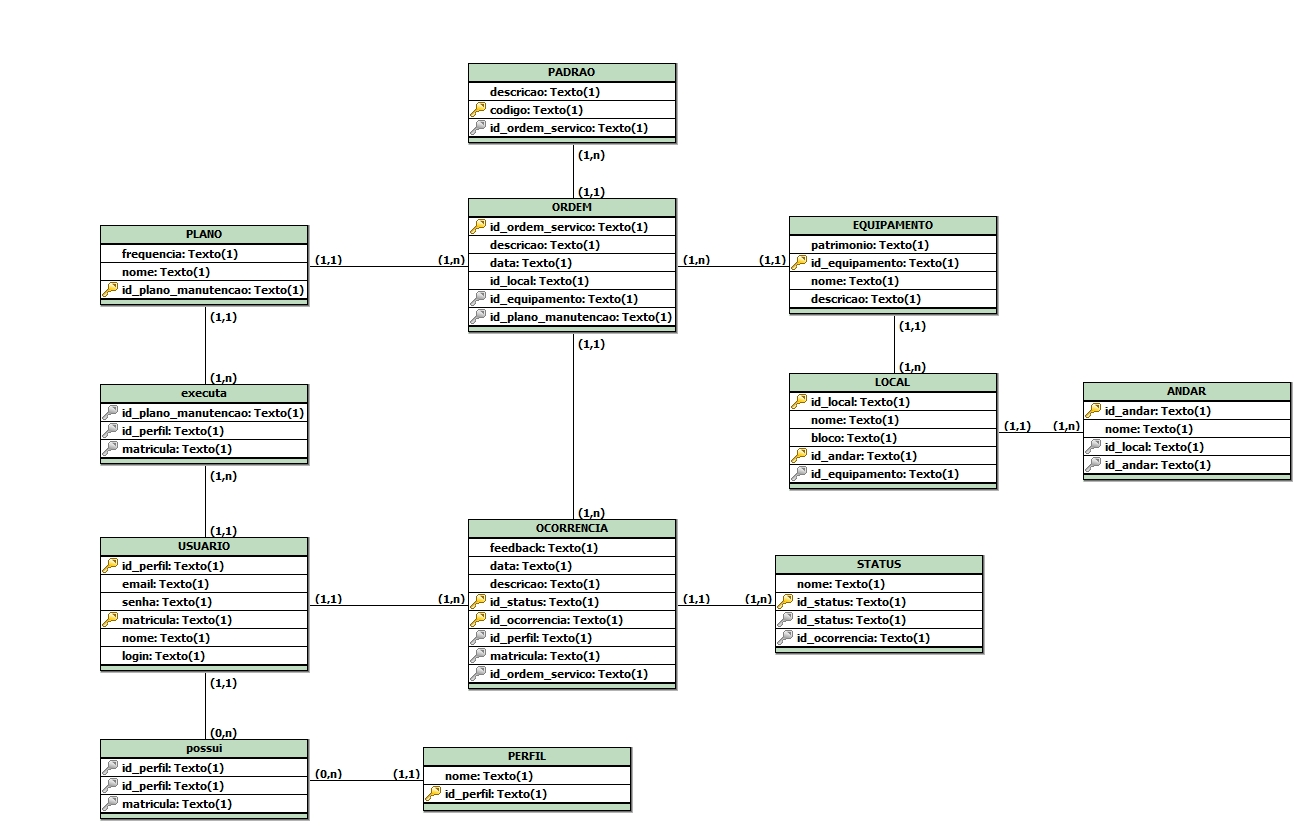 PADRAO
descricao: Texto(1)
codigo: Texto(1)
id_ordem_servico: Texto(1)
(1,n)
(1,1)
ORDEM
id_ordem_servico: Texto(1)
descricao: Texto(1)
data: Texto(1)
id_local: Texto(1)
id_equipamento: Texto(1)
id_plano_manutencao: Texto(1)
PLANO
frequencia: Texto(1)
nome: Texto(1)
id_plano_manutencao: Texto(1)
(1,1)
(1,n)
(1,n)
(1,1)
EQUIPAMENTO
patrimonio: Texto(1)
id_equipamento: Texto(1)
nome: Texto(1)
descricao: Texto(1)
(1,1)
(1,n)
(1,1)
(1,n)
(1,1)
(1,n)
executa
id_plano_manutencao: Texto(1)
id_perfil: Texto(1)
matricula: Texto(1)
LOCAL
id_local: Texto(1)
nome: Texto(1)
bloco: Texto(1)
id_andar: Texto(1)
id_equipamento: Texto(1)
(1,1)
(1,n)
ANDAR
id_andar: Texto(1)
nome: Texto(1)
id_local: Texto(1)
id_andar: Texto(1)
(1,n)
(1,1)
(1,n)
USUARIO
id_perfil: Texto(1)
email: Texto(1)
senha: Texto(1)
matricula: Texto(1)
nome: Texto(1)
login: Texto(1)
(1,1)
(1,n)
OCORRENCIA
feedback: Texto(1)
data: Texto(1)
descricao: Texto(1)
id_status: Texto(1)
id_ocorrencia: Texto(1)
id_perfil: Texto(1)
matricula: Texto(1)
id_ordem_servico: Texto(1)
(1,1)
(1,n)
STATUS
nome: Texto(1)
id_status: Texto(1)
id_status: Texto(1)
id_ocorrencia: Texto(1)
(1,1)
(0,n)
possui
id_perfil: Texto(1)
id_perfil: Texto(1)
matricula: Texto(1)
(0,n)
(1,1)
PERFIL
nome: Texto(1)
id_perfil: Texto(1)